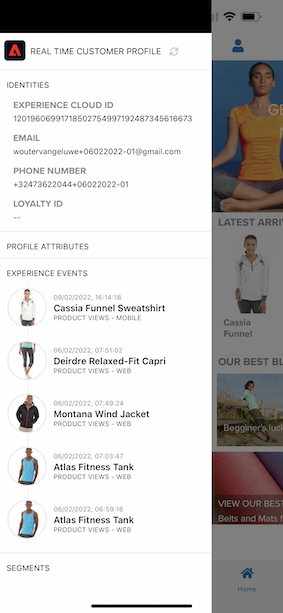 REAL TIME CUSTOMER PROFILE
IDENTITIES
EXPERIENCE CLOUD ID
12019606991718502754997192487345616673
EMAIL
woutervangeluwe+06022022-01@gmail.com
PHONE NUMBER
+32473622044+06022022-01
LOYALTY ID
--
PROFILE ATTRIBUTES
EXPERIENCE EVENTS
09/02/2022, 16:14:18
Cassia Funnel Sweatshirt
PRODUCT VIEWS - MOBILE
06/02/2022, 07:51:02
Deirdre Relaxed-Fit Capri
PRODUCT VIEWS - WEB
06/02/2022, 07:49:24
Montana Wind Jacket
PRODUCT VIEWS - WEB
06/02/2022, 07:03:47
Atlas Fitness Tank
PRODUCT VIEWS - WEB
06/02/2022, 06:59:16
Atlas Fitness Tank
PRODUCT VIEWS - WEB
SEGMENTS
GE
LATEST ARRIV
Cassia
Funnel
OUR BEST BL
Begginer's luck
VIEW OUR BEST
Belts and Mats f
Home